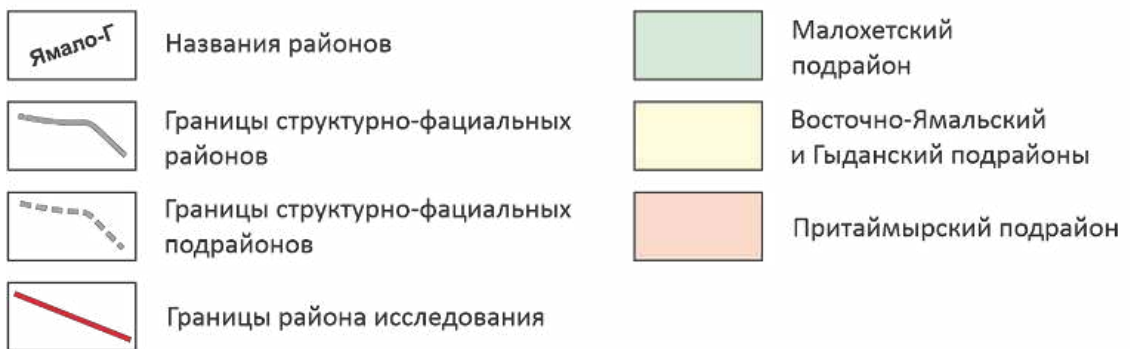 Ямало-Г
Названия районов
Границы структурно-фациальных
районов
Границы структурно-фациальных
подрайонов
Границы района исследования
Малохетский
подрайон
Восточно-Ямальский
и Гыданский подрайоны
Притаймырский подрайон